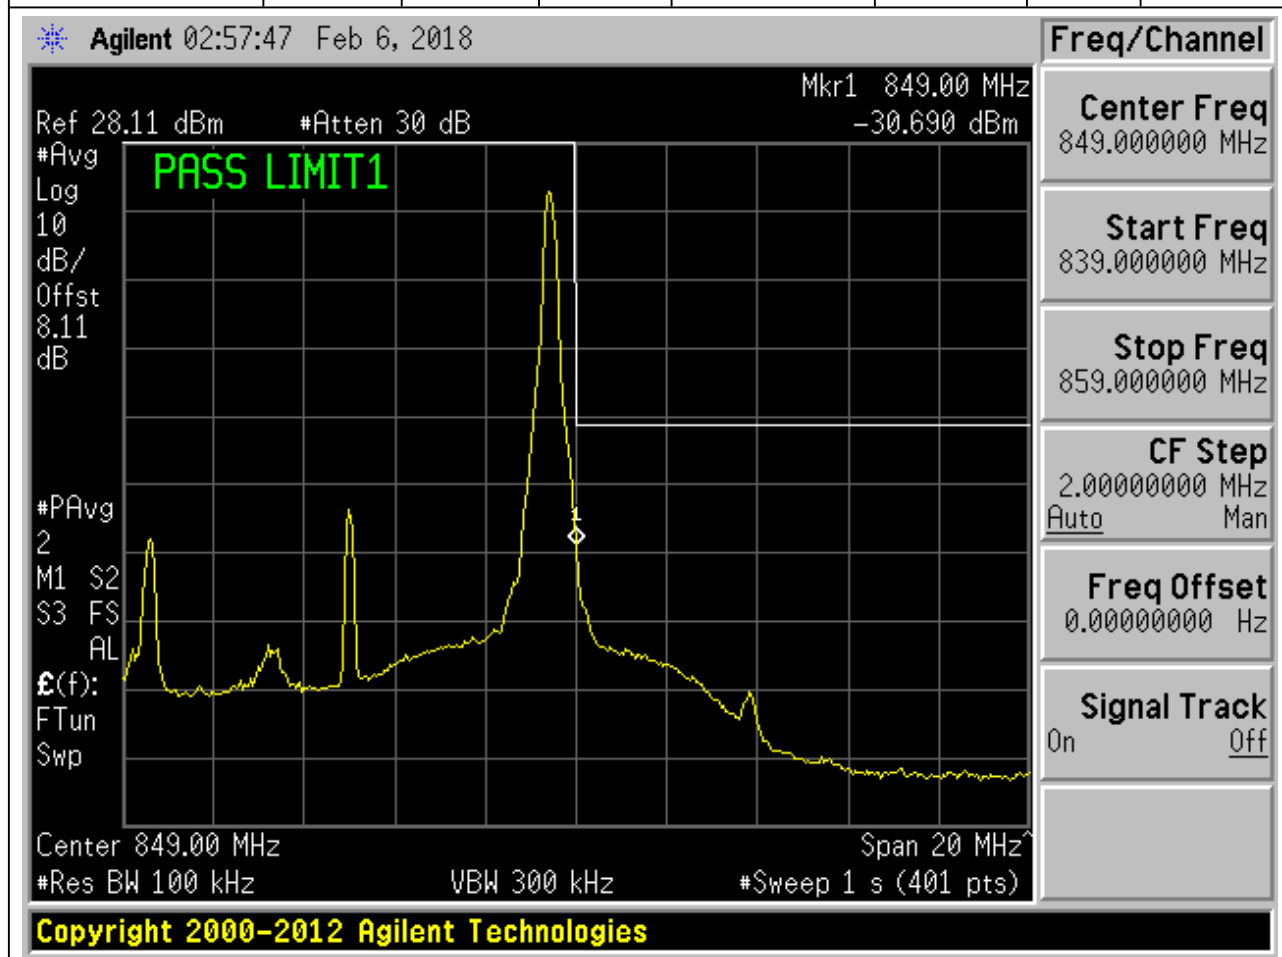 Agilent 02:57:47 Feb 6, 2018
Freq/Channel
Mkr1 849.00 MHz
Ref 28.11 dBm #Atten 30 dB -30.690 dBm
#Avg
Log
10
dB/
Offst
8.11
dB
PASS LIMIT1
1
#PAvg
2
M1 S2
S3 FS
AL
£(f):
FTun
Swp
Center 849.00 MHz Span 20 MHz^
#Res BW 100 kHz VBW 300 kHz #Sweep 1 s (401 pts)
Center Freq
849.000000 MHz
Start Freq
839.000000 MHz
Stop Freq
859.000000 MHz
CF Step
2.00000000 MHz
Auto Man
Freq Offset
0.00000000 Hz
Signal Track
On Off
Copyright 2000-2012 Agilent Technologies